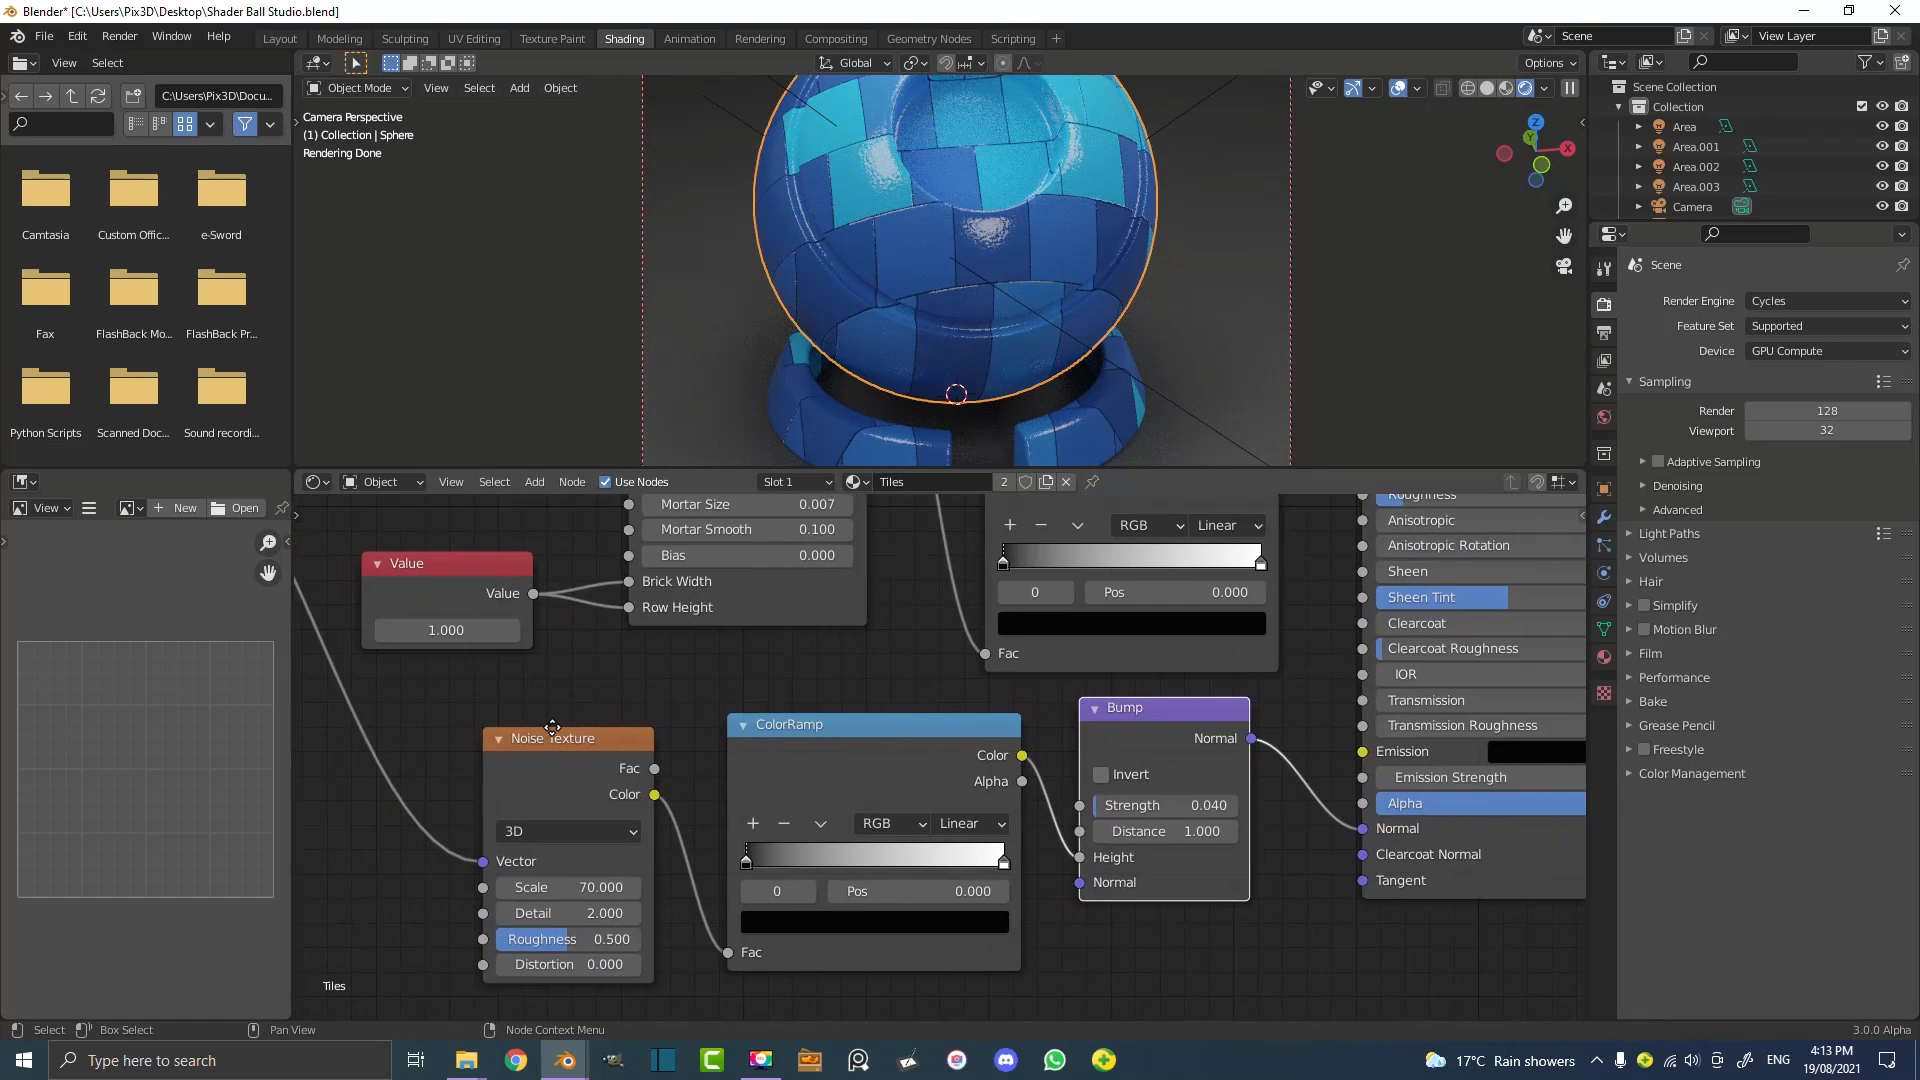 Blender* [C:\Users\Pix3D\Desktop\Shader Ball Studio.blend]
File Edit Render Window Help
Layout Modeling Sculpting UV Editing Texture Paint Shading Animation Rendering Compositing Geometry Nodes Scripting +
Scene View Layer
View Select
Global
Options
C:\Users\Pix3D\Docu...
Object Mode View Select Add Object
Camera Perspective
(1) Collection | Sphere
Rendering Done
Camtasia Custom Offic... e-Sword
Fax FlashBack Mo... FlashBack Pr...
Python Scripts Scanned Doc... Sound recordi...
Z
Y
X
Scene Collection
Collection
Area
Area.001
Area.002
Area.003
Camera
Scene
Render Engine Cycles
Feature Set Supported
Device GPU Compute
Sampling
Render 128
Viewport 32
Adaptive Sampling
Denoising
Advanced
Light Paths
Volumes
Hair
Simplify
Motion Blur
Film
Performance
Bake
Grease Pencil
Freestyle
Color Management
View + New Open
Object View Select Add Node Use Nodes Slot 1 Tiles 2
Mortar Size 0.007
Mortar Smooth 0.100
Bias 0.000
Brick Width
Row Height
Value
Value
1.000
RGB Linear
0 Pos 0.000
Fac
Roughness
Anisotropic
Anisotropic Rotation
Sheen
Sheen Tint
Clearcoat
Clearcoat Roughness
IOR
Transmission
Transmission Roughness
Emission
Emission Strength
Alpha
Normal
Clearcoat Normal
Tangent
Noise Texture
Fac
Color
3D
Vector
Scale 70.000
Detail 2.000
Roughness 0.500
Distortion 0.000
ColorRamp
Color
Alpha
RGB Linear
0 Pos 0.000
Fac
Bump
Normal
Invert
Strength 0.040
Distance 1.000
Height
Normal
Tiles
Select Box Select Pan View Node Context Menu 3.0.0 Alpha
Type here to search
17°C Rain showers ENG 4:13 PM
19/08/2021